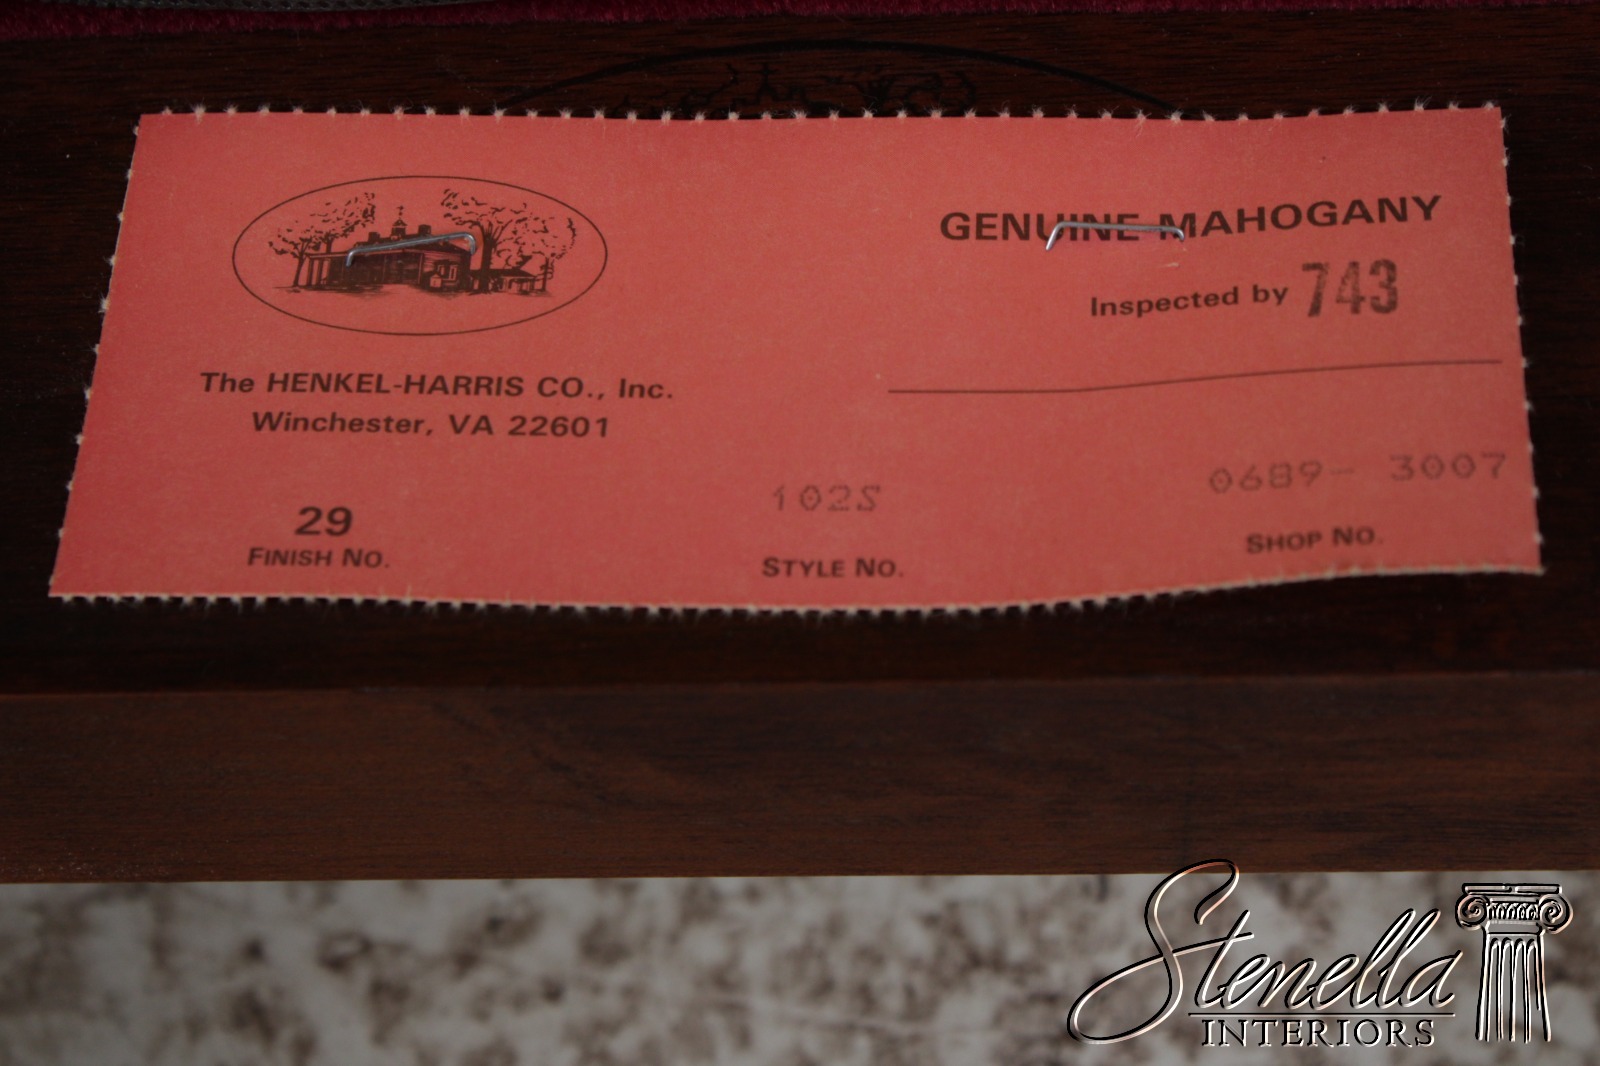 GENUINE MAHOGANY
Inspected by 743
The HENKEL-HARRIS CO., Inc.
Winchester, VA 22601
29
FINISH NO.
102S
STYLE NO.
0689- 3007
SHOP NO.
Stenella
INTERIORS